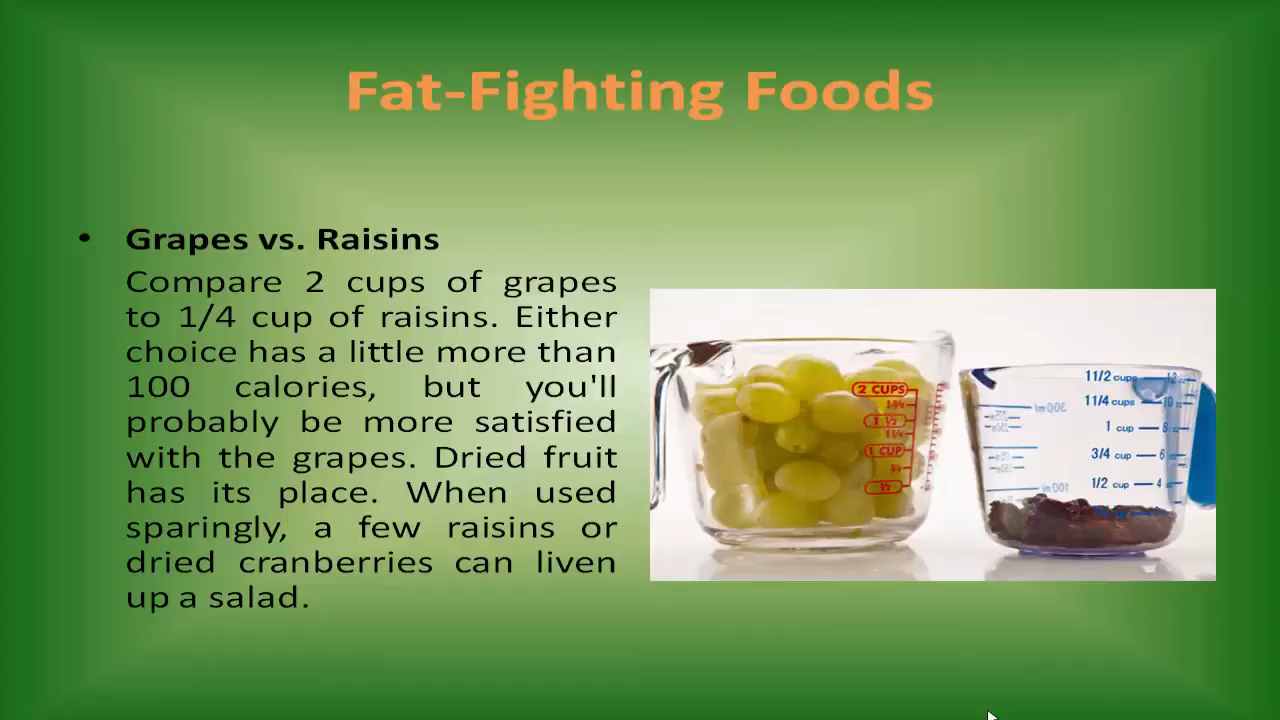 Fat-Fighting Foods
• Grapes vs. Raisins
Compare 2 cups of grapes
to 1/4 cup of raisins. Either
choice has a little more than
100 calories, but you'll
probably be more satisfied
with the grapes. Dried fruit
has its place. When used
sparingly, a few raisins or
dried cranberries can liven
up a salad.
2 CUPS
1 1/2
1 CUP
11/2 cups
11/4 cups
1 cup
3/4 cup
1/2 cup